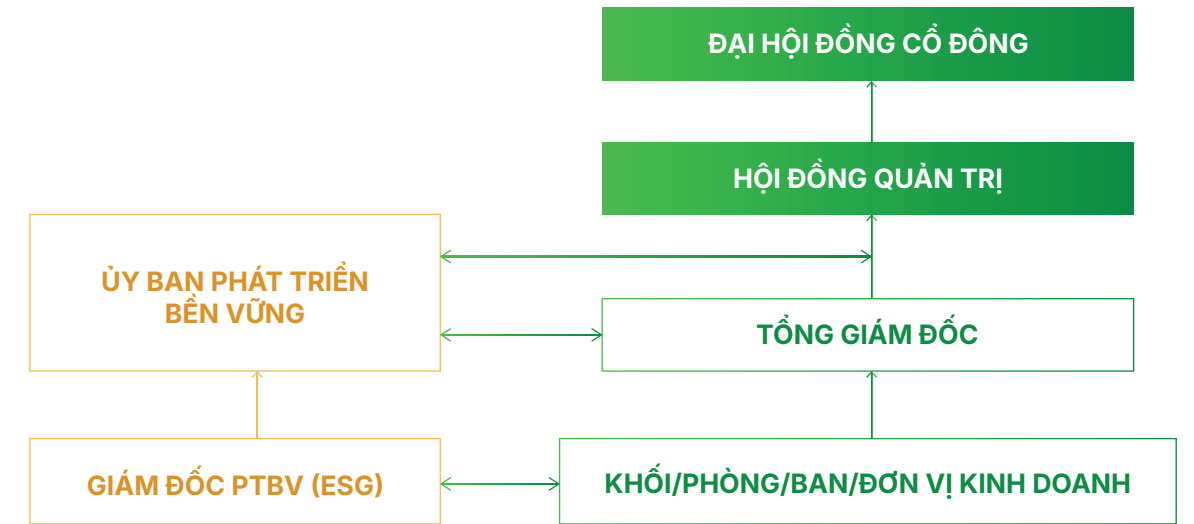 ĐẠI HỘI ĐỒNG CỔ ĐÔNG
HỘI ĐỒNG QUẢN TRỊ
ỦY BAN PHÁT TRIỂN
BỀN VỮNG
TỔNG GIÁM ĐỐC
GIÁM ĐỐC PTBV (ESG)
KHỐI/PHÒNG/BAN/ĐƠN VỊ KINH DOANH